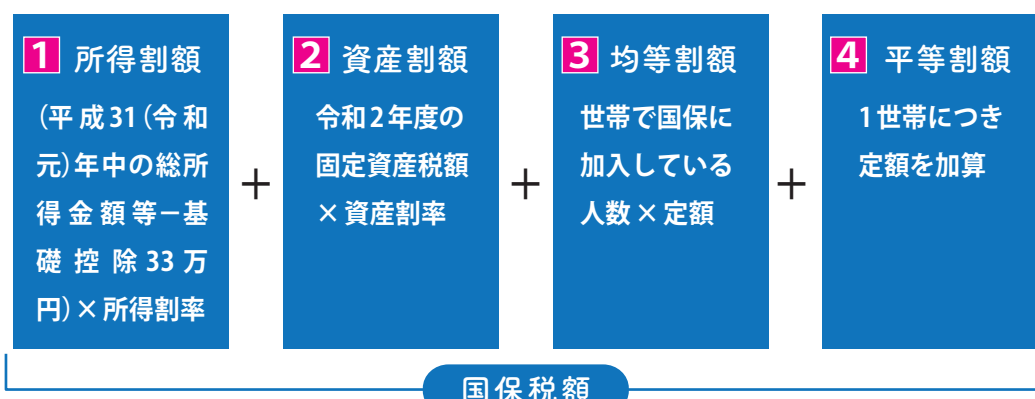 1 所得割額
(平成31(令和
元)年中の総所
得金額等－基
礎控除33万
円)×所得割率
+
2 資産割額
令和2年度の
固定資産税額
×資産割率
+
3 均等割額
世帯で国保に
加入している
人数×定額
+
4 平等割額
1世帯につき
定額を加算
国保税額